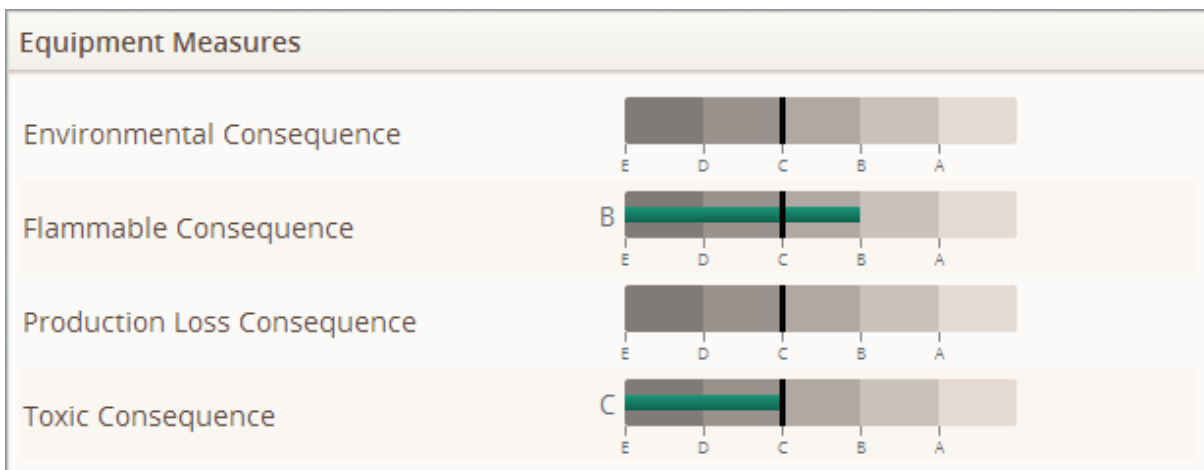 Equipment Measures
Environmental Consequence
E D C B A
Flammable Consequence
B
E D C B A
Production Loss Consequence
E D C B A
Toxic Consequence
C
E D C B A